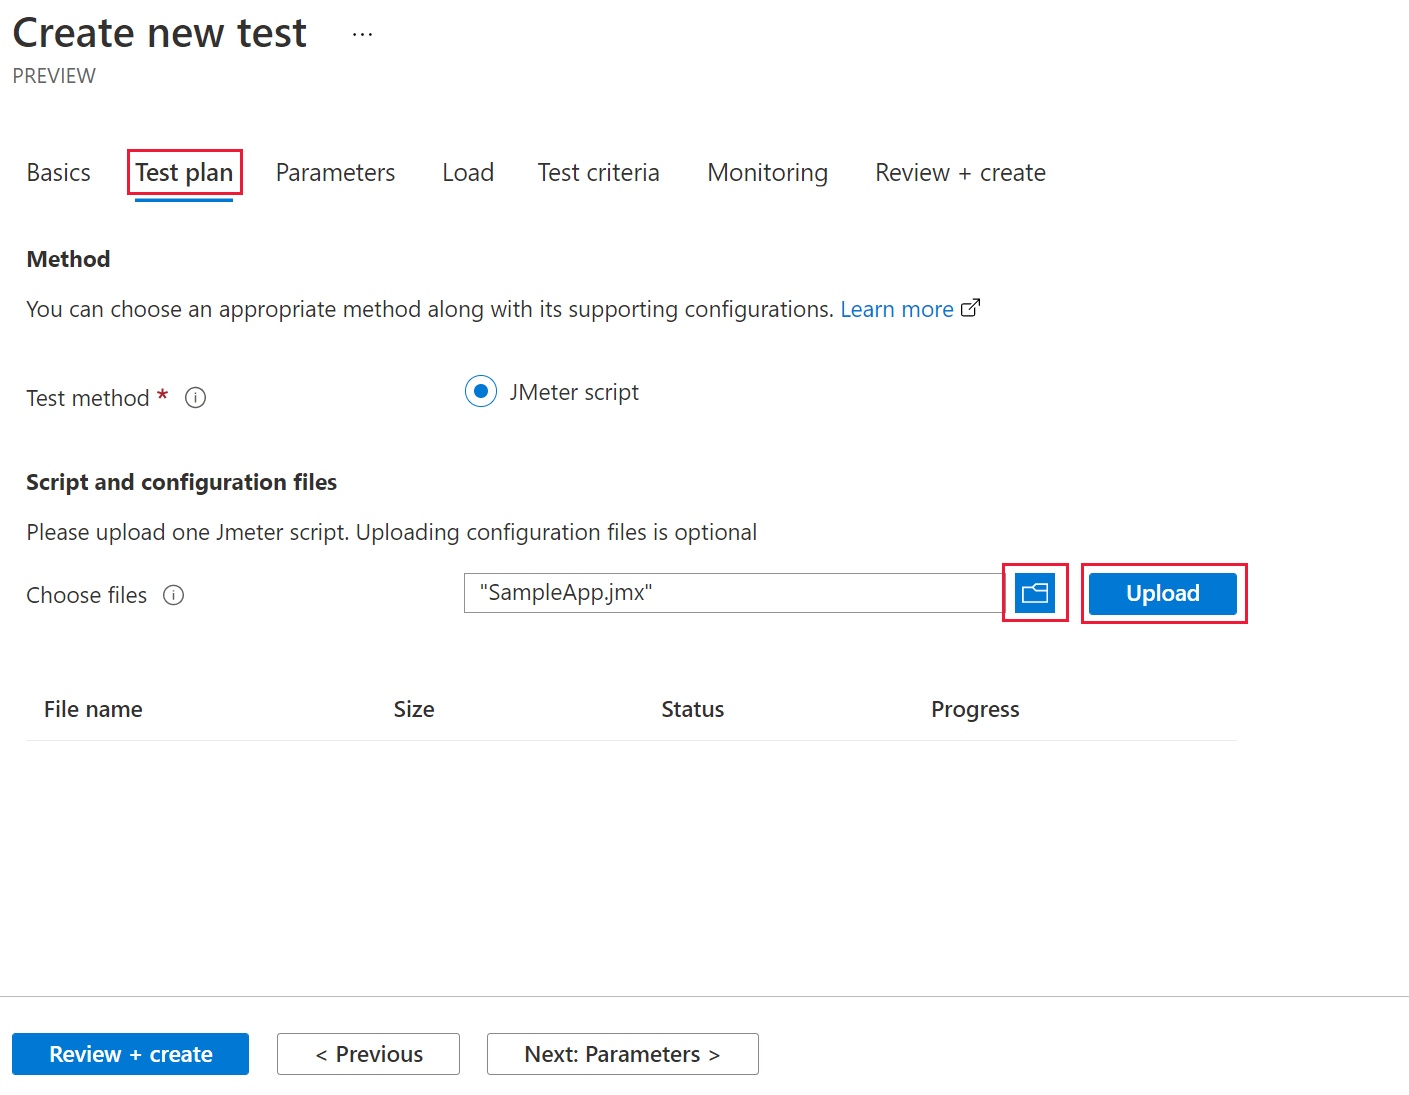 Create new test ...
PREVIEW
Basics Test plan Parameters Load Test criteria Monitoring Review + create
Method
You can choose an appropriate method along with its supporting configurations. Learn more
Test method * JMeter script
Script and configuration files
Please upload one Jmeter script. Uploading configuration files is optional
Choose files "SampleApp.jmx" Upload
File name Size Status Progress
Review + create < Previous Next: Parameters >